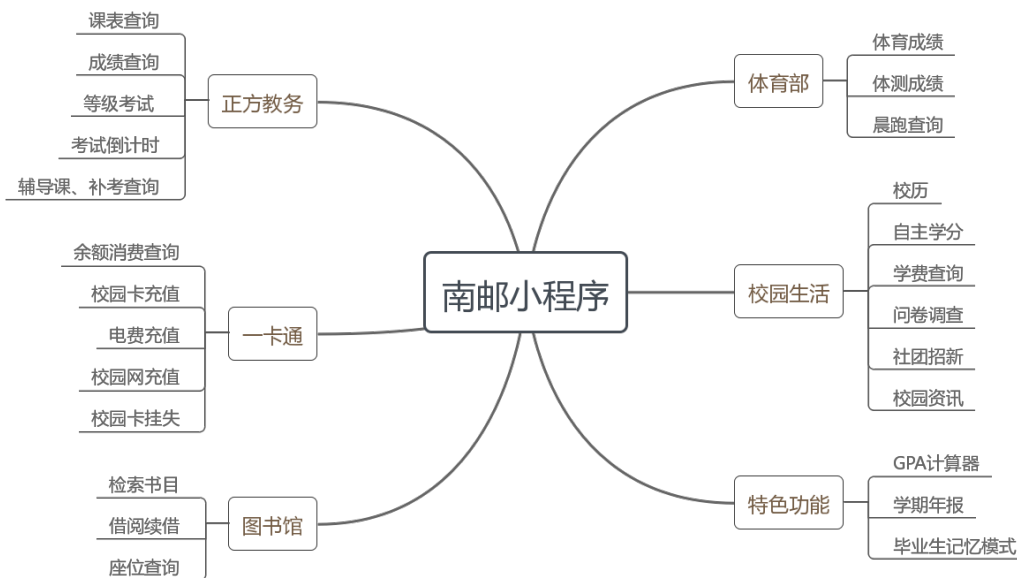 南邮小程序
正方教务
课表查询
成绩查询
等级考试
考试倒计时
辅导课、补考查询
一卡通
余额消费查询
校园卡充值
电费充值
校园网充值
校园卡挂失
图书馆
检索书目
借阅续借
座位查询
体育部
体育成绩
体测成绩
晨跑查询
校园生活
校历
自主学分
学费查询
问卷调查
社团招新
校园资讯
特色功能
GPA计算器
学期年报
毕业生记忆模式